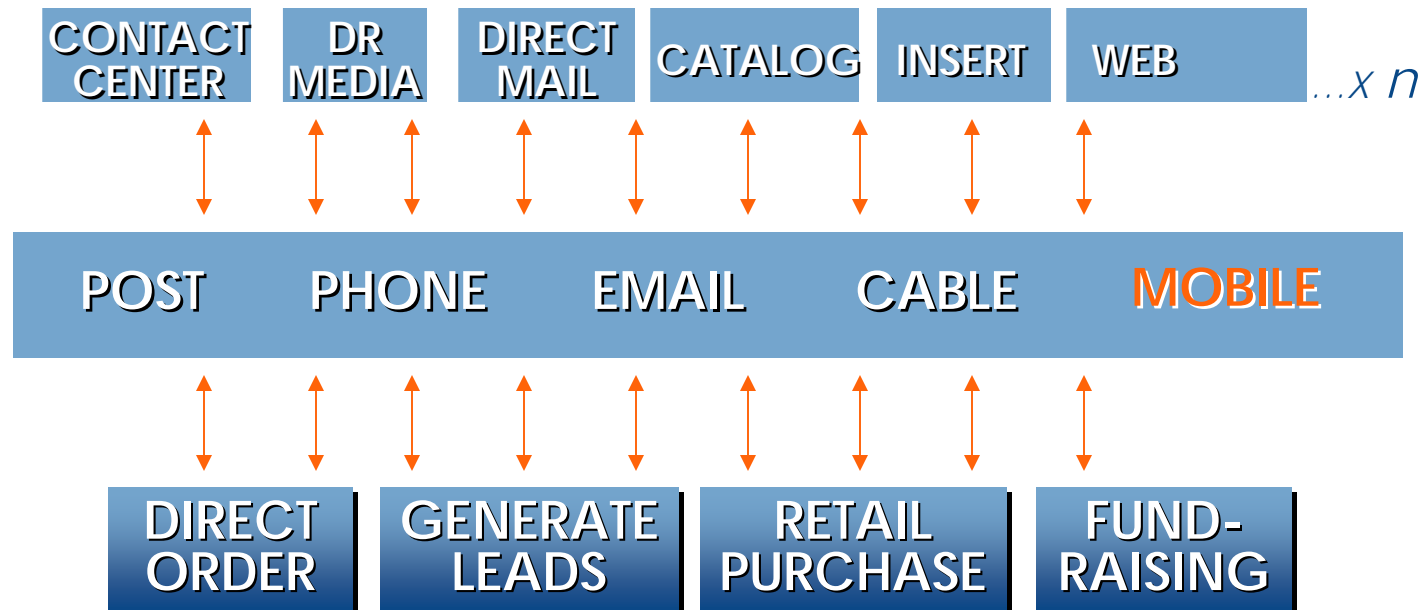 CONTACT
CENTER
DR
MEDIA
DIRECT
MAIL
CATALOG
INSERT
WEB
...x n
POST
PHONE
EMAIL
CABLE
MOBILE
DIRECT
ORDER
GENERATE
LEADS
RETAIL
PURCHASE
FUND-
RAISING